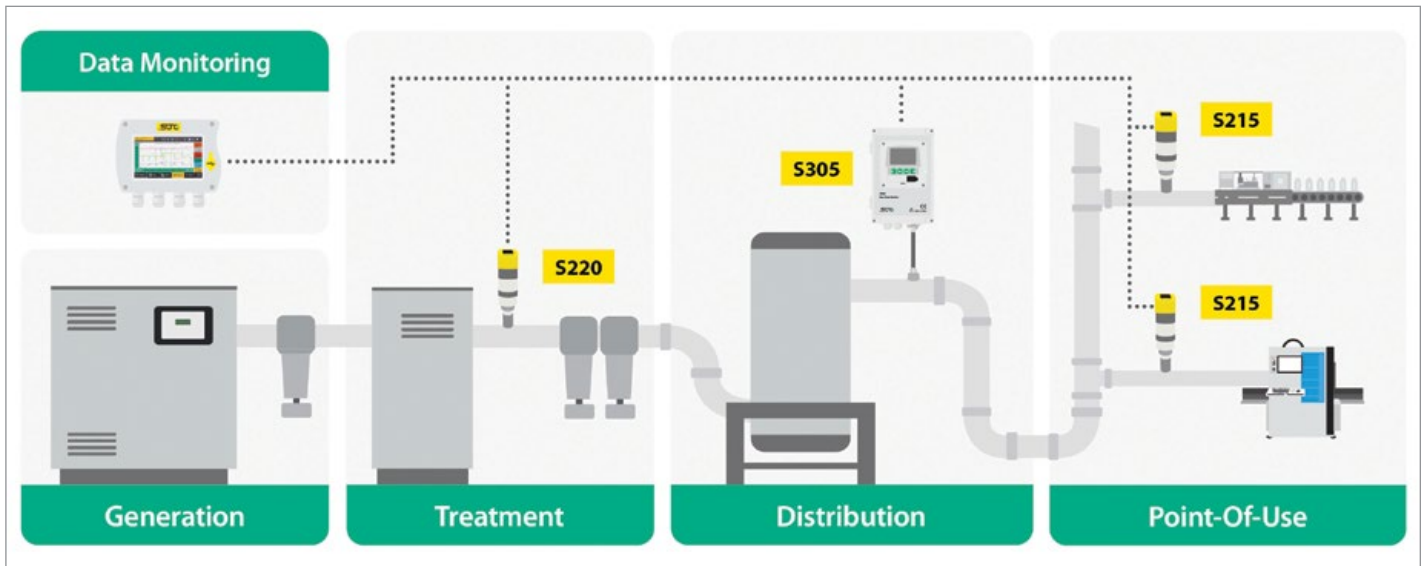 Data Monitoring
S215
S305
S220
S215
Generation
Treatment
Distribution
Point-Of-Use